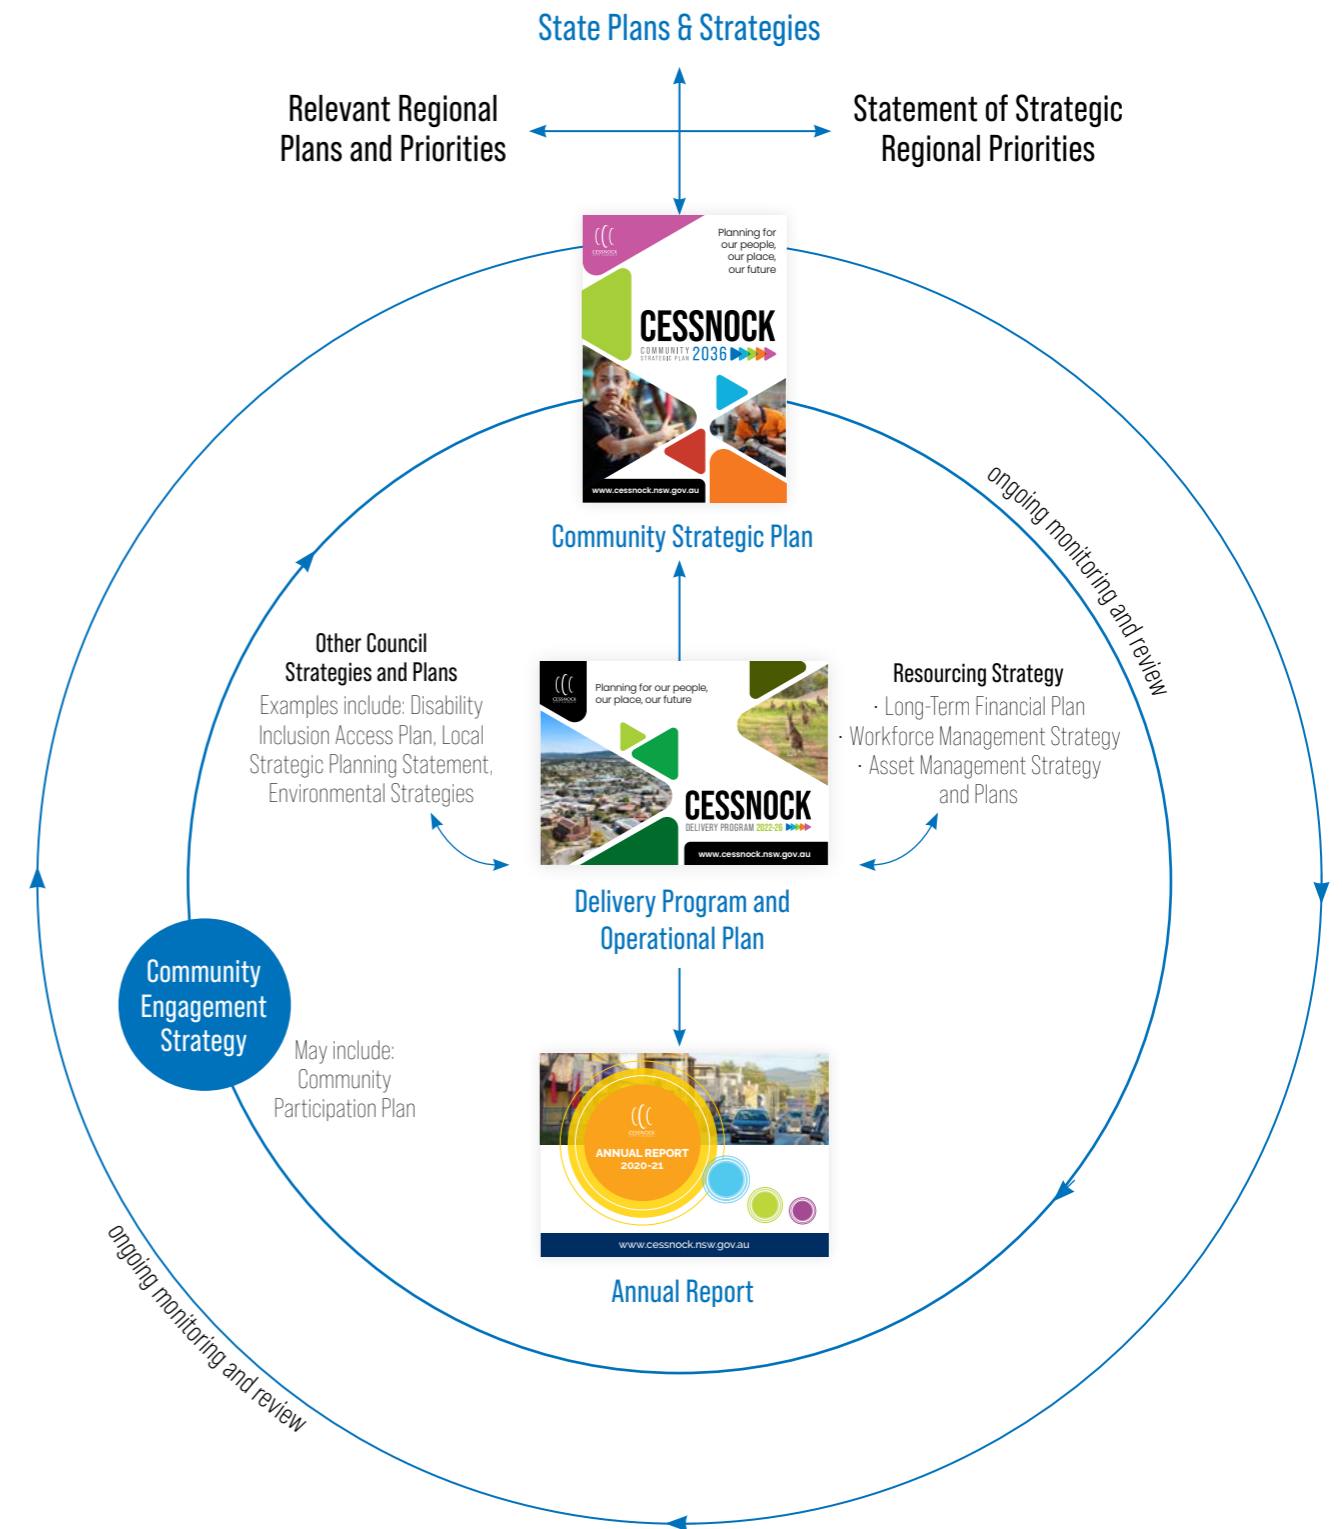 State Plans & Strategies
Relevant Regional
Plans and Priorities
Statement of Strategic
Regional Priorities
CESSNOCK
Planning for
our people,
our place,
our future
CESSNOCK
COMMUNITY
STRATEGIC PLAN
2036
www.cessnock.nsw.gov.au
Community Strategic Plan
ongoing monitoring and review
Other Council
Strategies and Plans
Examples include: Disability
Inclusion Access Plan, Local
Strategic Planning Statement,
Environmental Strategies
CESSNOCK
Planning for our people,
our place, our future
CESSNOCK
DELIVERY PROGRAM 2022-26
www.cessnock.nsw.gov.au
Resourcing Strategy
· Long-Term Financial Plan
· Workforce Management Strategy
· Asset Management Strategy
and Plans
Delivery Program and
Operational Plan
Community
Engagement
Strategy
May include:
Community
Participation Plan
CESSNOCK
ANNUAL REPORT
2020-21
www.cessnock.nsw.gov.au
Annual Report
ongoing monitoring and review